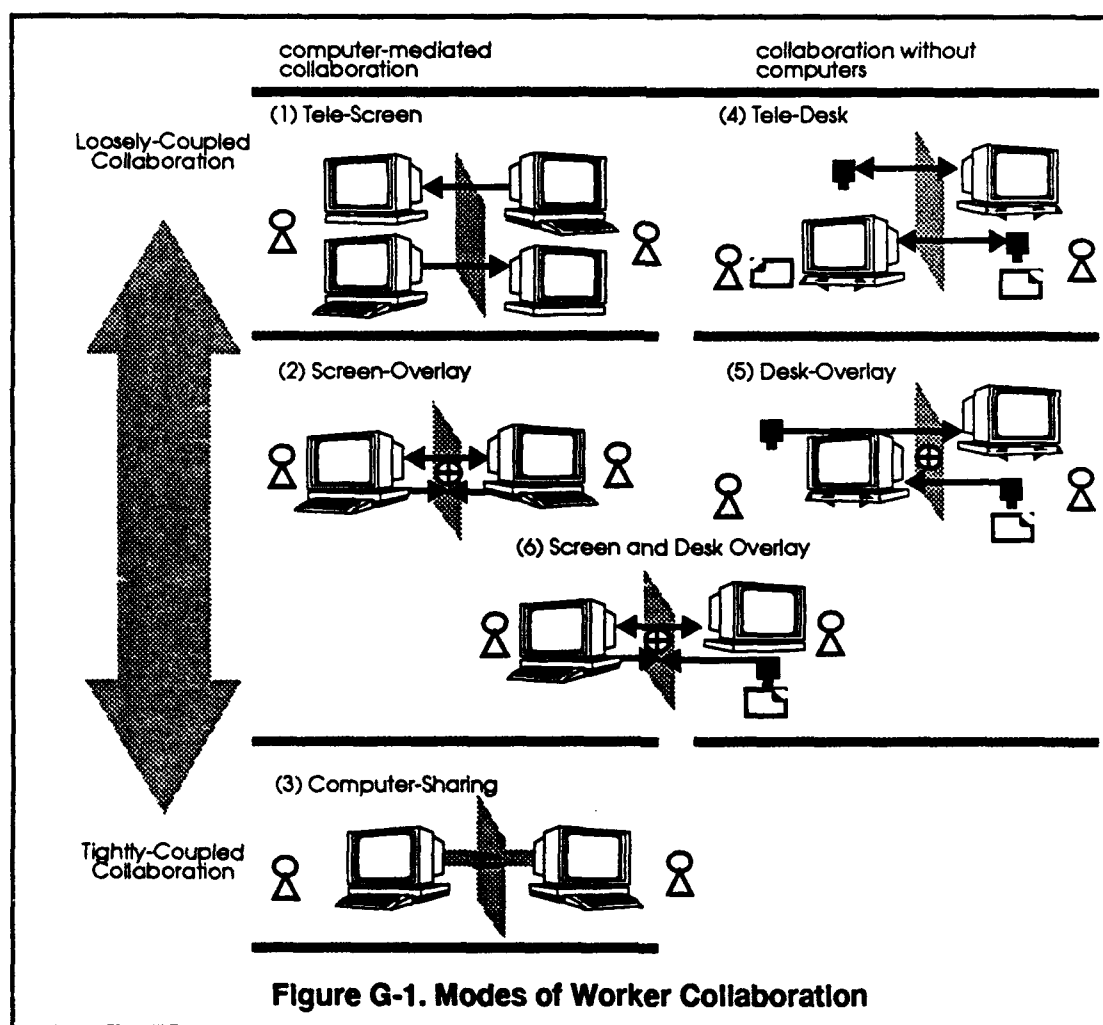 computer-mediated
collaboration
collaboration without
computers
Loosely-Coupled
Collaboration
(1) Tele-Screen
(4) Tele-Desk
(2) Screen-Overlay
(5) Desk-Overlay
(6) Screen and Desk Overlay
(3) Computer-Sharing
Tightly-Coupled
Collaboration
Figure G-1. Modes of Worker Collaboration